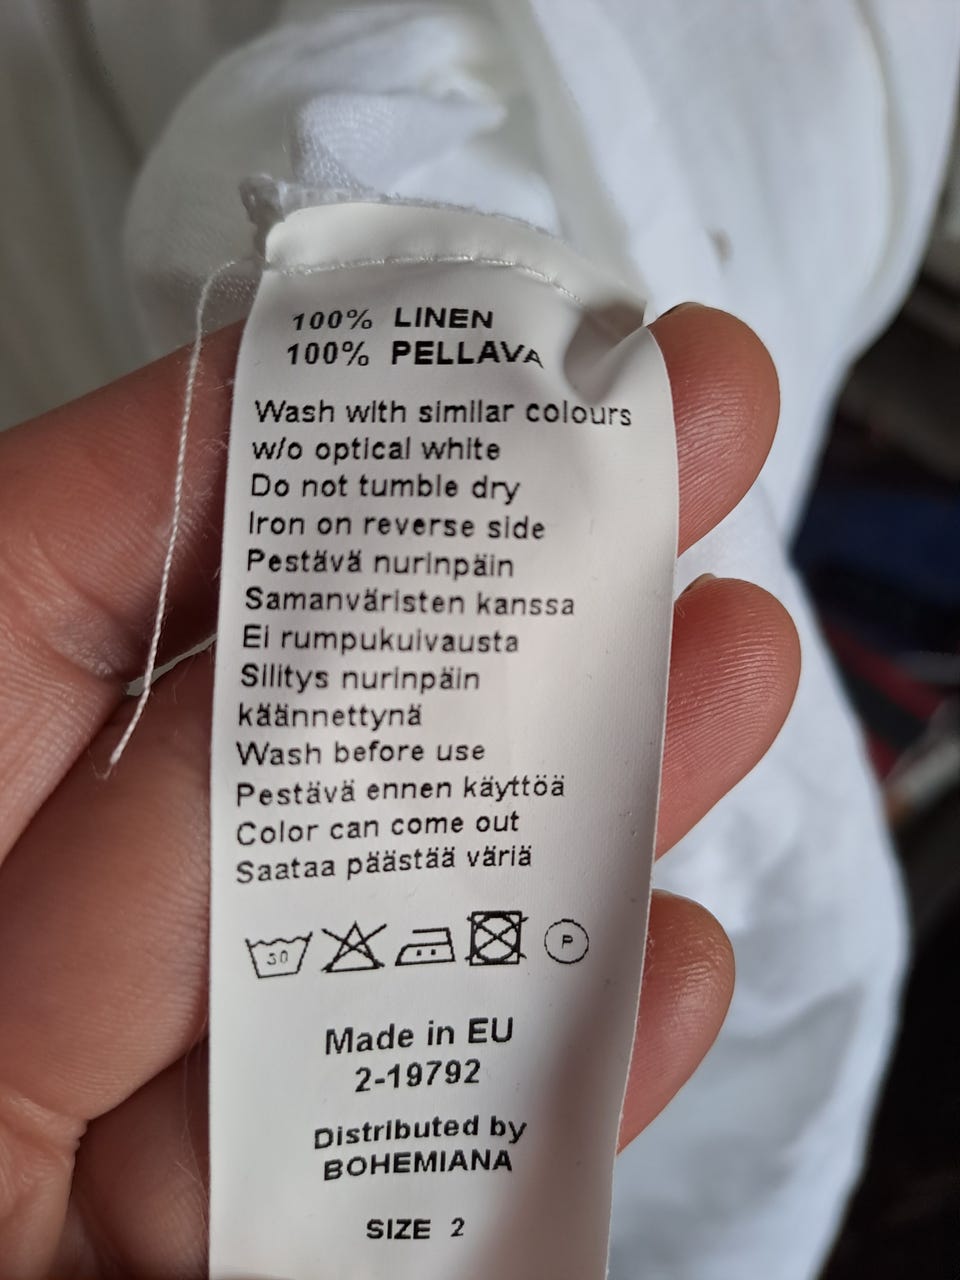 100% LINEN
100% PELLAVA
Wash with similar colours
w/o optical white
Do not tumble dry
Iron on reverse side
Pestävä nurinpäin
Samanväristen kanssa
Ei rumpukuivausta
Silitys nurinpäin
käännettynä
Wash before use
Pestävä ennen käyttöä
Color can come out
Saataa päästää väriä
30 P
Made in EU
2-19792
Distributed by
BOHEMIANA
SIZE 2